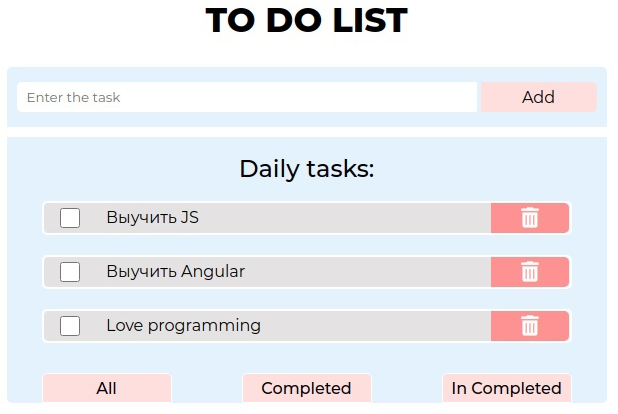 TO DO LIST
Enter the task
Add
Daily tasks:
Выучить JS
Выучить Angular
Love programming
All
Completed
In Completed